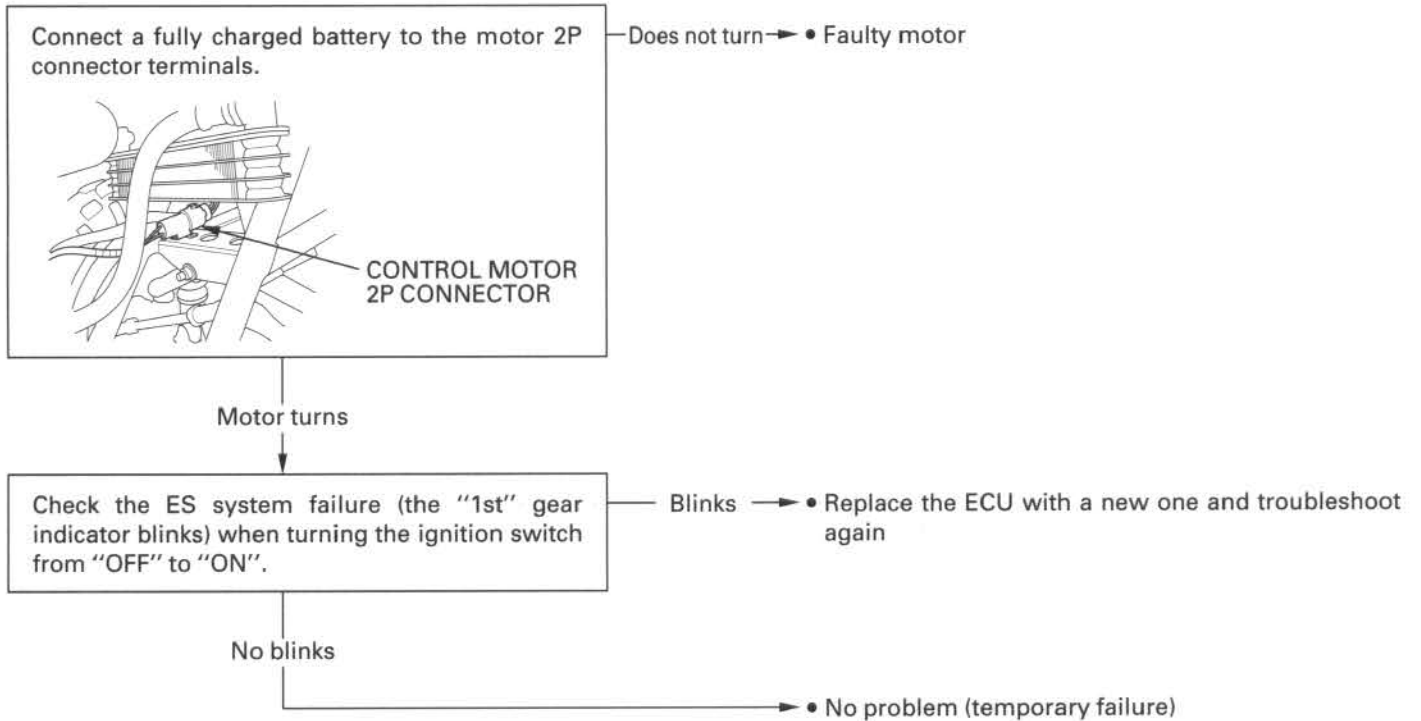 Connect a fully charged battery to the motor 2P
connector terminals.
Does not turn
• Faulty motor
CONTROL MOTOR
2P CONNECTOR
Motor turns
Check the ES system failure (the "1st" gear
indicator blinks) when turning the ignition switch
from "OFF" to "ON".
Blinks
• Replace the ECU with a new one and troubleshoot
again
No blinks
• No problem (temporary failure)